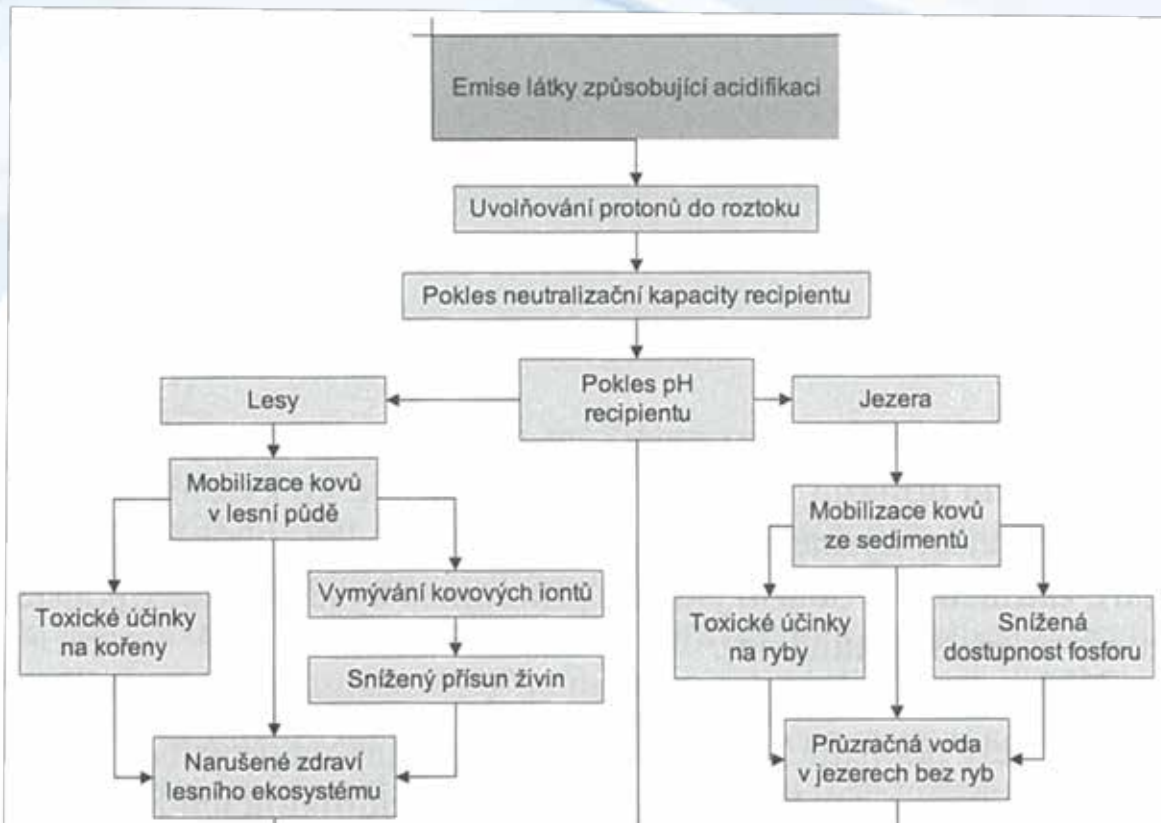 Emise látky způsobující acidifikaci
Uvolňování protonů do roztoku
Pokles neutralizační kapacity recipientu
Pokles pH
recipientu
Lesy
Jezera
Mobilizace kovů
v lesní půdě
Mobilizace kovů
ze sedimentů
Vymývání kovových iontů
Toxické účinky
na kořeny
Toxické účinky
na ryby
Snížená
dostupnost fosforu
Snížený přísun živin
Narušené zdraví
lesního ekosystému
Průzračná voda
v jezerech bez ryb